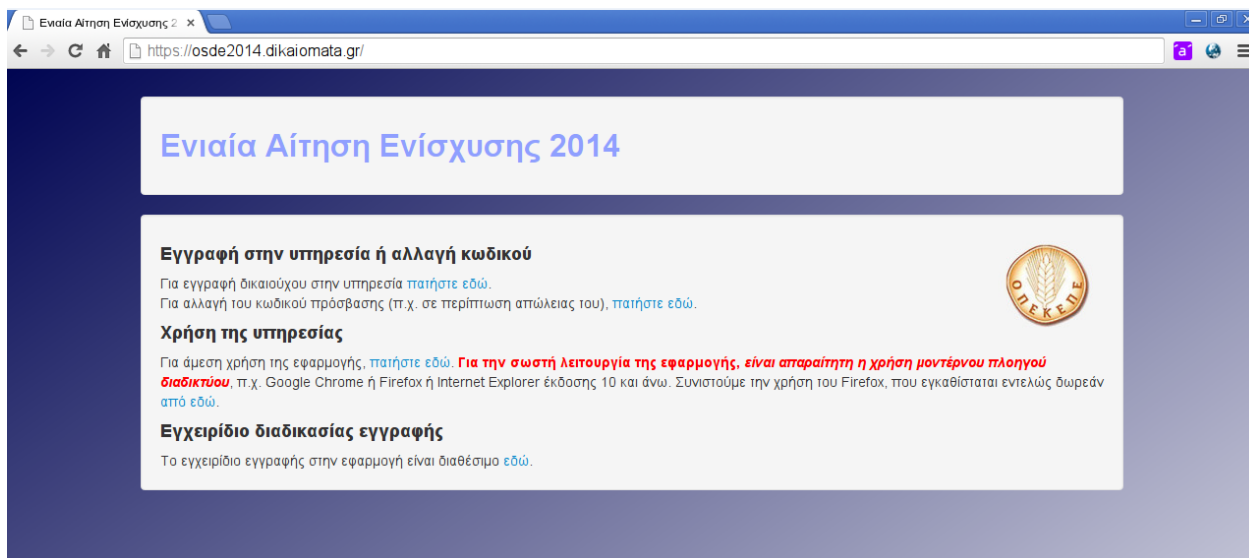 Ενιαία Αίτηση Ενίσχυσης 2
https://osde2014.dikaiomata.gr/
Ενιαία Αίτηση Ενίσχυσης 2014
Εγγραφή στην υπηρεσία ή αλλαγή κωδικού
Για εγγραφή δικαιούχου στην υπηρεσία πατήστε εδώ.
Για αλλαγή του κωδικού πρόσβασης (π.χ. σε περίπτωση απώλειας του), πατήστε εδώ.
ΟΠΕΚΕΠΕ
Χρήση της υπηρεσίας
Για άμεση χρήση της εφαρμογής, πατήστε εδώ. Για την σωστή λειτουργία της εφαρμογής, είναι απαραίτητη η χρήση μοντέρνου πλοηγού
διαδικτύου, π.χ. Google Chrome ή Firefox ή Internet Explorer έκδοσης 10 και άνω. Συνιστούμε την χρήση του Firefox, που εγκαθίσταται εντελώς δωρεάν
από εδώ.
Εγχειρίδιο διαδικασίας εγγραφής
Το εγχειρίδιο εγγραφής στην εφαρμογή είναι διαθέσιμο εδώ.